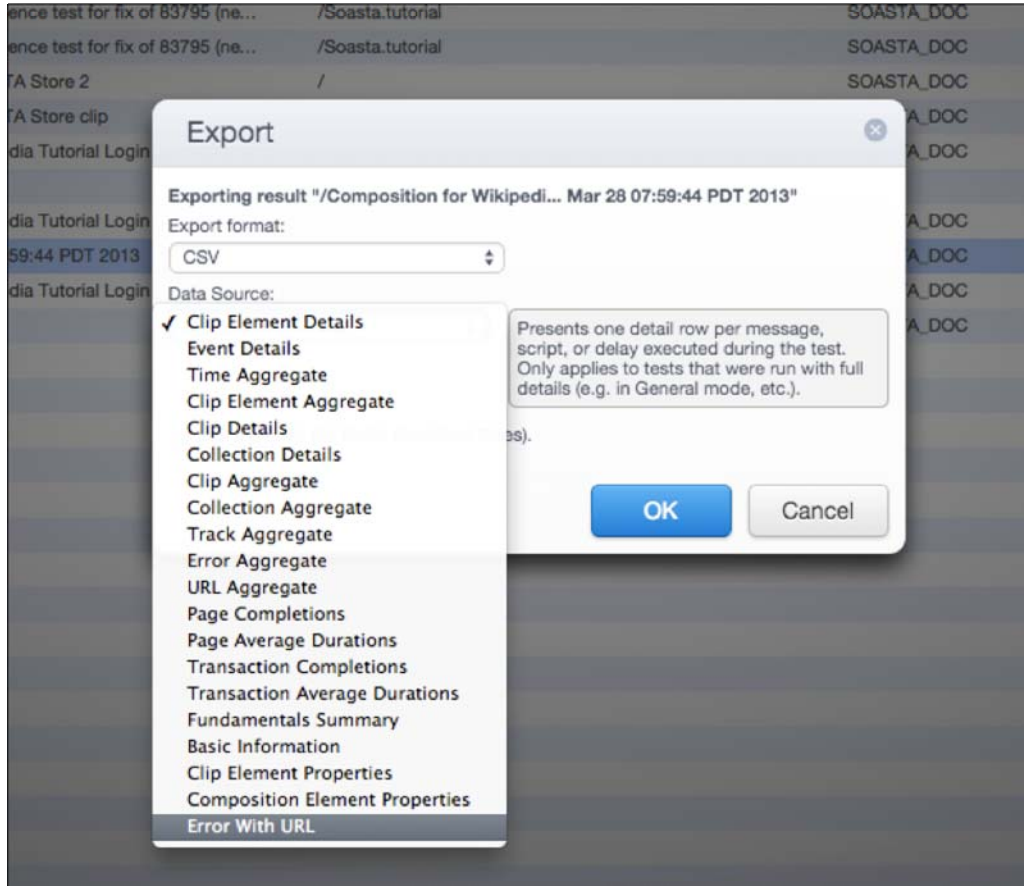 ence test for fix of 83795 (ne... /Soasta.tutorial SOASTA_DOC
ence test for fix of 83795 (ne... /Soasta.tutorial SOASTA_DOC
TA Store 2 / SOASTA_DOC
TA Store clip TA_DOC
Export
dia Tutorial Login A_DOC
Exporting result "/Composition for Wikipedi... Mar 28 07:59:44 PDT 2013"
dia Tutorial Login A_DOC
Export format:
59:44 PDT 2013 CSV A_DOC
dia Tutorial Login Data Source: A_DOC
✓ Clip Element Details TA_DOC
Presents one detail row per message,
script, or delay executed during the test.
Only applies to tests that were run with full
details (e.g. in General mode, etc.).
Event Details
Time Aggregate
Clip Element Aggregate
Clip Details es).
Collection Details
Clip Aggregate
Collection Aggregate
OK Cancel
Track Aggregate
Error Aggregate
URL Aggregate
Page Completions
Page Average Durations
Transaction Completions
Transaction Average Durations
Fundamentals Summary
Basic Information
Clip Element Properties
Composition Element Properties
Error With URL